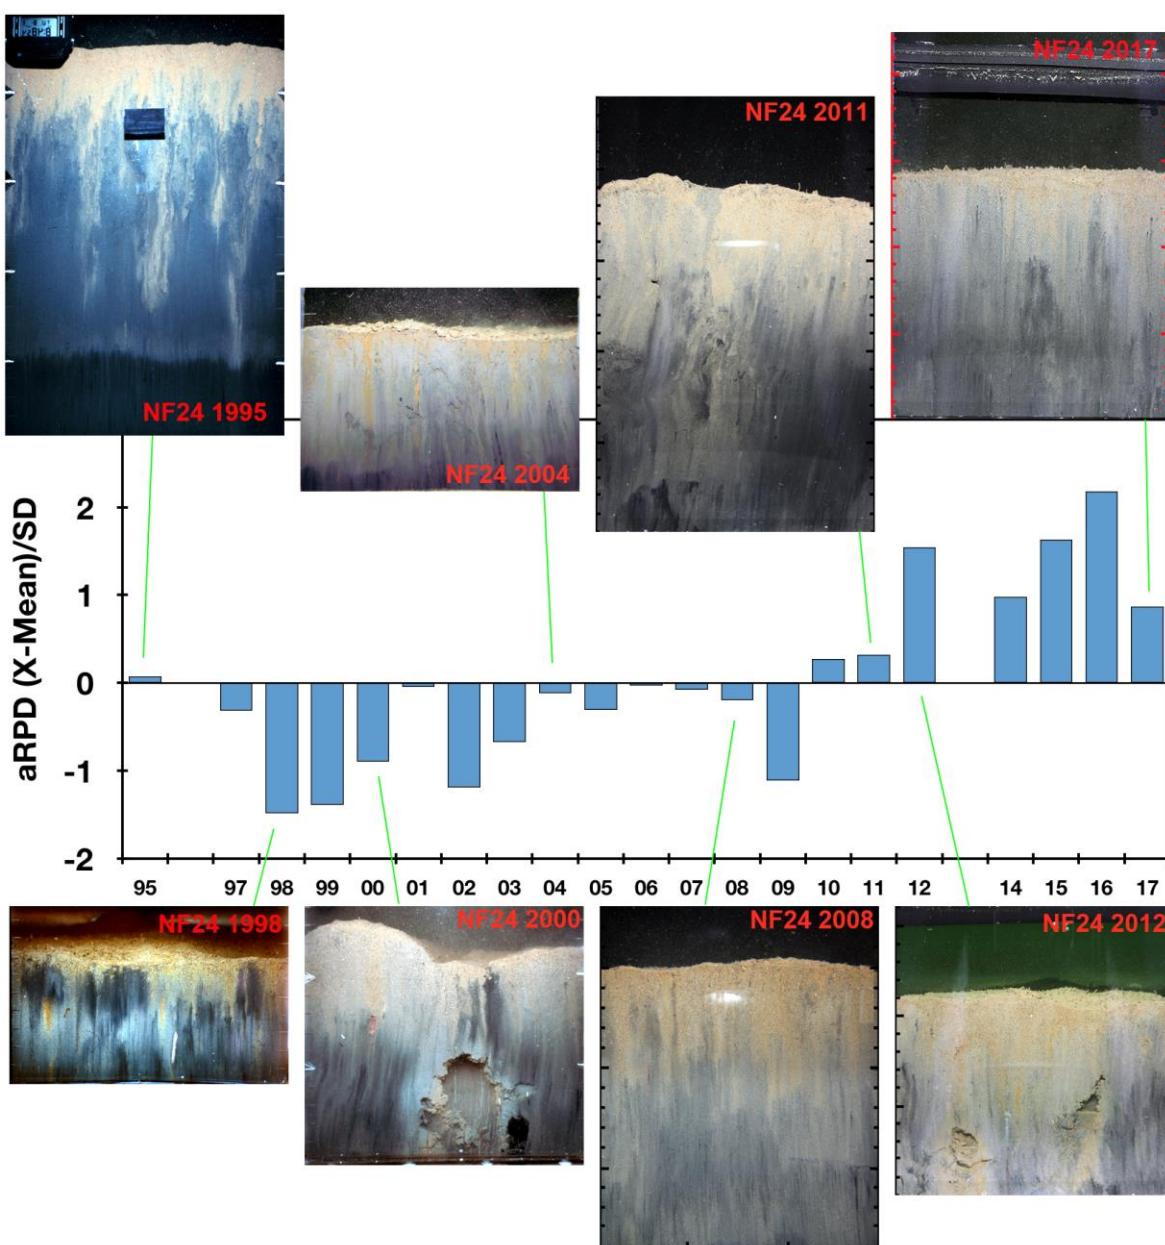 NF24 2017
NF24 2011
NF24 1995
NF24 2004
aRPD (X-Mean)/SD
2
1
0
-1
-2
95 97 98 99 00 01 02 03 04 05 06 07 08 09 10 11 12 14 15 16 17
NF24 1998
NF24 2000
NF24 2008
NF24 2012